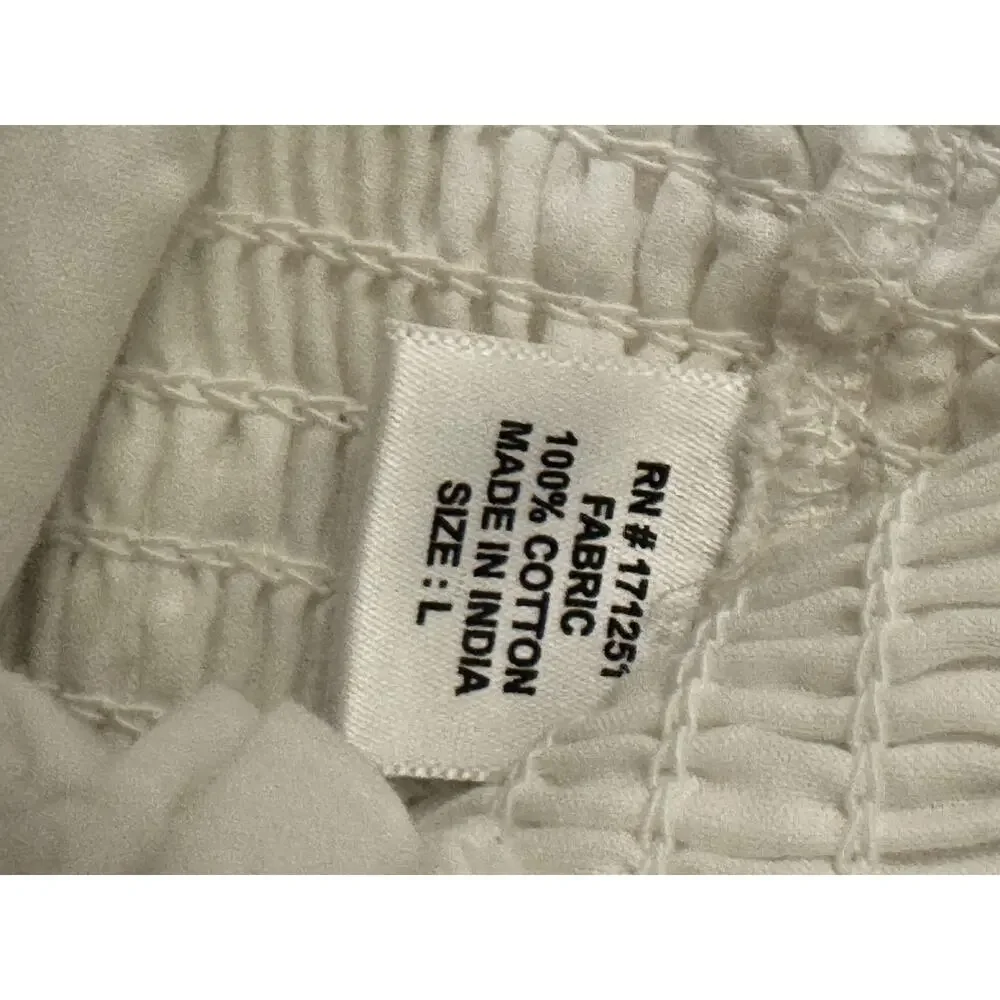 RN # 171251
FABRIC
100% COTTON
MADE IN INDIA
SIZE : L